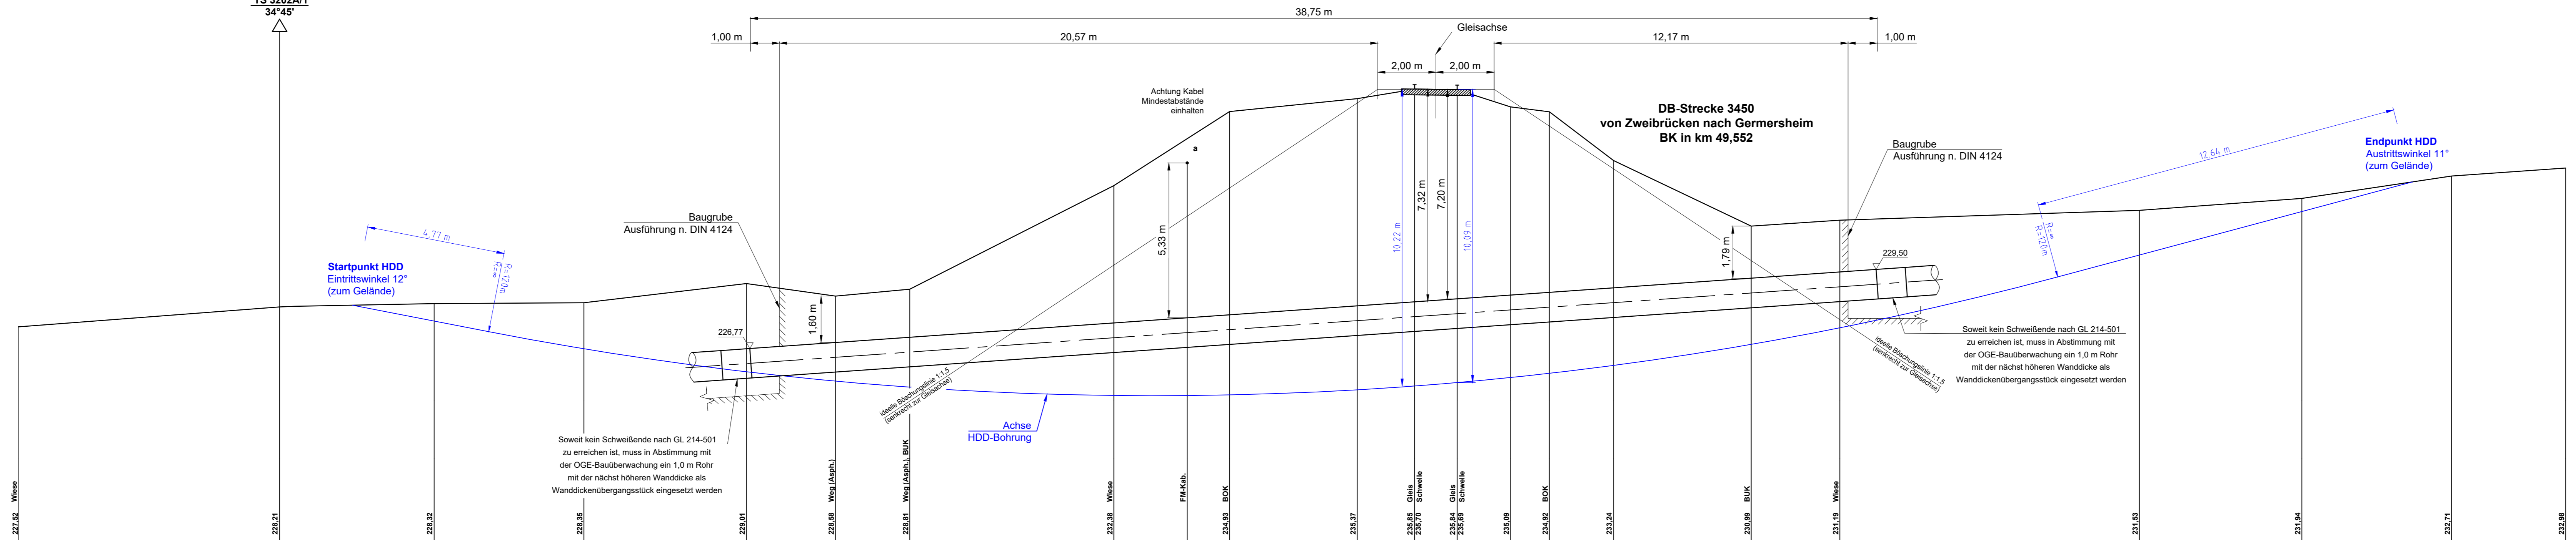 TS 3202A/1
34°45'
38,75 m
Gleisachse
1,00 m
20,57 m
12,17 m
1,00 m
2,00 m
2,00 m
Achtung Kabel
Mindestabstände
einhalten
a
DB-Strecke 3450
von Zweibrücken nach Germersheim
BK in km 49,552
Baugrube
Ausführung n. DIN 4124
Endpunkt HDD
Austrittswinkel 11°
(zum Gelände)
12,64 m
R=∞
R=120m
Baugrube
Ausführung n. DIN 4124
4,77 m
R=120m
R=∞
Startpunkt HDD
Eintrittswinkel 12°
(zum Gelände)
5,33 m
10,22 m
7,32 m
7,20 m
10,09 m
1,79 m
1,60 m
229,50
226,77
ideelle Böschungslinie 1:1,5
(senkrecht zur Gleisachse)
ideelle Böschungslinie 1:1,5
(senkrecht zur Gleisachse)
Achse
HDD-Bohrung
Soweit kein Schweißende nach GL 214-501
zu erreichen ist, muss in Abstimmung mit
der OGE-Bauüberwachung ein 1,0 m Rohr
mit der nächst höheren Wanddicke als
Wanddickenübergangsstück eingesetzt werden
Soweit kein Schweißende nach GL 214-501
zu erreichen ist, muss in Abstimmung mit
der OGE-Bauüberwachung ein 1,0 m Rohr
mit der nächst höheren Wanddicke als
Wanddickenübergangsstück eingesetzt werden
227,52 Wiese
228,21
228,32
228,35
229,01
228,58 Weg (Asph.)
228,81 Weg (Asph.), BUK
232,38 Wiese
FM-Kab.
234,93 BOK
235,37
235,85 Gleis
235,70 Schwelle
235,84 Gleis
235,69 Schwelle
235,09
234,92 BOK
233,24
230,99 BUK
231,19 Wiese
231,53
231,94
232,71
232,98